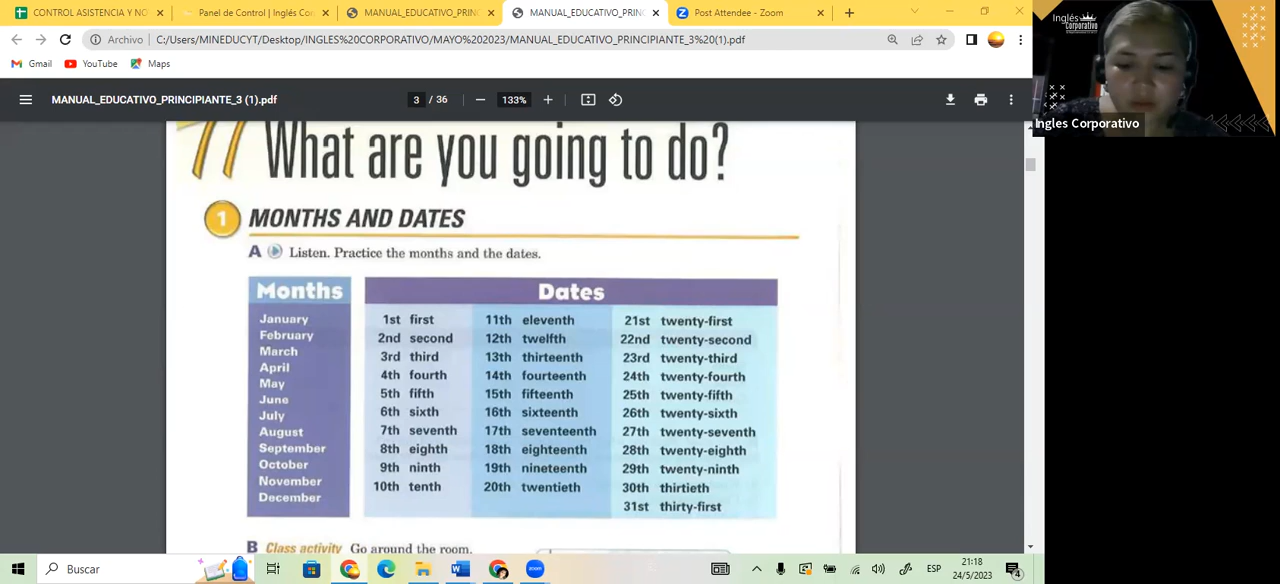 CONTROL ASISTENCIA Y NO
Panel de Control | Inglés Cor
MANUAL_EDUCATIVO_PRINC
MANUAL_EDUCATIVO_PRINC
Post Attendee - Zoom
Archivo
C:/Users/MINEDUCYT/Desktop/INGLES%20CORPORATIVO/MAYO%202023/MANUAL_EDUCATIVO_PRINCIPIANTE_3%20(1).pdf
Gmail
YouTube
Maps
MANUAL_EDUCATIVO_PRINCIPIANTE_3 (1).pdf
3 / 36
133%
What are you going to do?
1 MONTHS AND DATES
A Listen. Practice the months and the dates.
Months
January
February
March
April
May
June
July
August
September
October
November
December
Dates
1st first
2nd second
3rd third
4th fourth
5th fifth
6th sixth
7th seventh
8th eighth
9th ninth
10th tenth
11th eleventh
12th twelfth
13th thirteenth
14th fourteenth
15th fifteenth
16th sixteenth
17th seventeenth
18th eighteenth
19th nineteenth
20th twentieth
21st twenty-first
22nd twenty-second
23rd twenty-third
24th twenty-fourth
25th twenty-fifth
26th twenty-sixth
27th twenty-seventh
28th twenty-eighth
29th twenty-ninth
30th thirtieth
31st thirty-first
B Class activity Go around the room.
Inglés
Corporativo
Ingles Corporativo
Buscar
zoom
ESP
21:18
24/5/2023
4